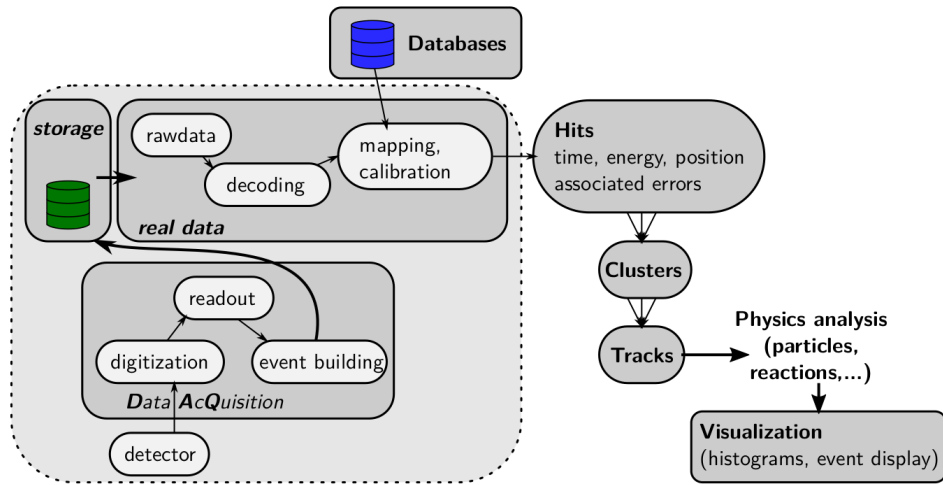 Databases
storage
rawdata
decoding
mapping,
calibration
real data
Hits
time, energy, position
associated errors
Clusters
readout
digitization
event building
Data AcQuisition
detector
Tracks
Physics analysis
(particles,
reactions,...)
Visualization
(histograms, event display)